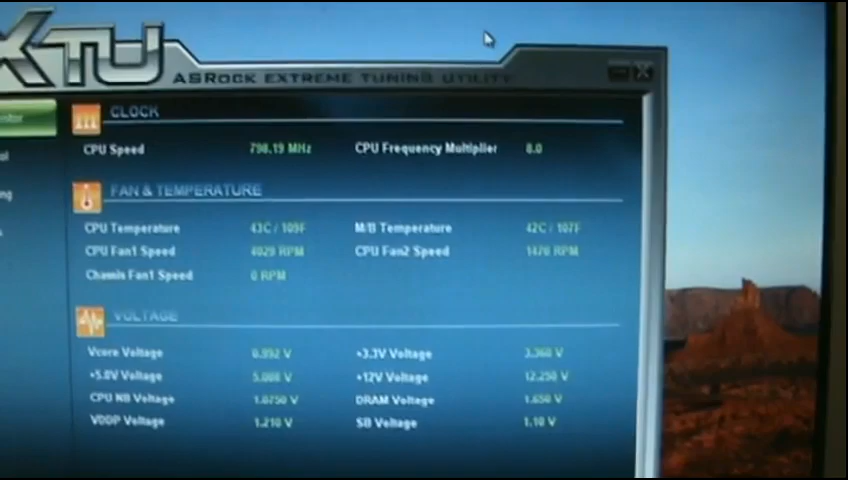 XTU ASROCK EXTREME TUNING UTILITY
CLOCK
CPU Speed 798.19 MHz CPU Frequency Multiplier 8.0
FAN & TEMPERATURE
CPU Temperature 43C / 109F M/B Temperature 42C / 107F
CPU Fan1 Speed 4029 RPM CPU Fan2 Speed 1470 RPM
Chassis Fan1 Speed 0 RPM
VOLTAGE
Vcore Voltage 0.992 V +3.3V Voltage 3.360 V
+5.0V Voltage 5.088 V +12V Voltage 12.250 V
CPU NB Voltage 1.0750 V DRAM Voltage 1.650 V
VDDP Voltage 1.210 V SB Voltage 1.10 V